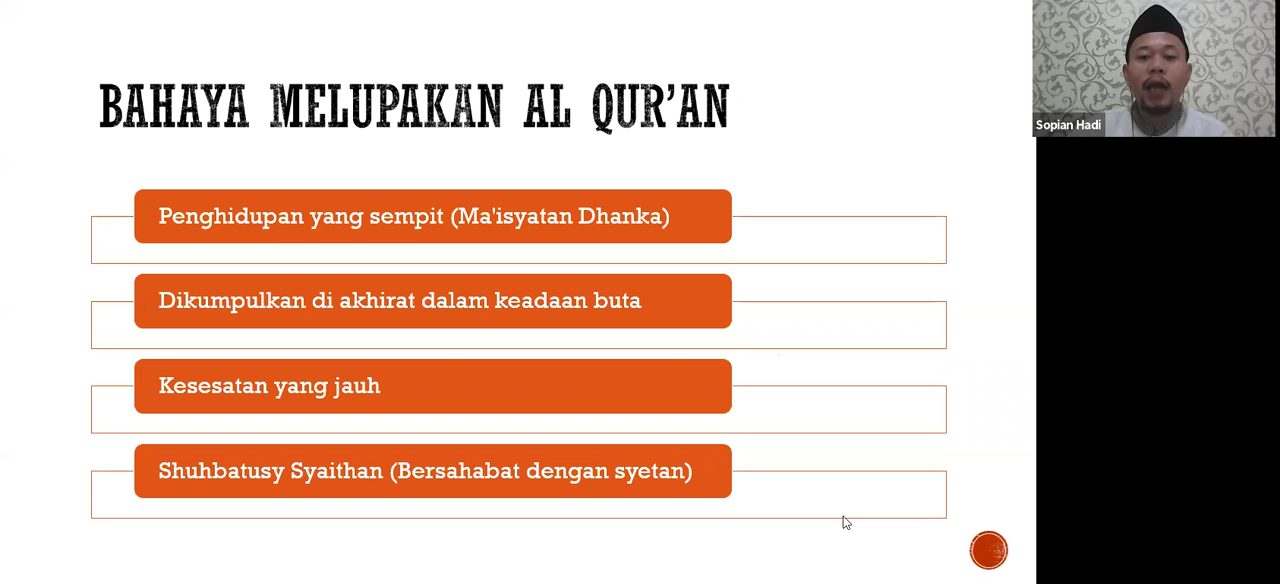 BAHAYA MELUPAKAN AL QUR’AN
Penghidupan yang sempit (Ma'isyatan Dhanka)
Dikumpulkan di akhirat dalam keadaan buta
Kesesatan yang jauh
Shuhbatusy Syaithan (Bersahabat dengan syetan)
Sopian Hadi